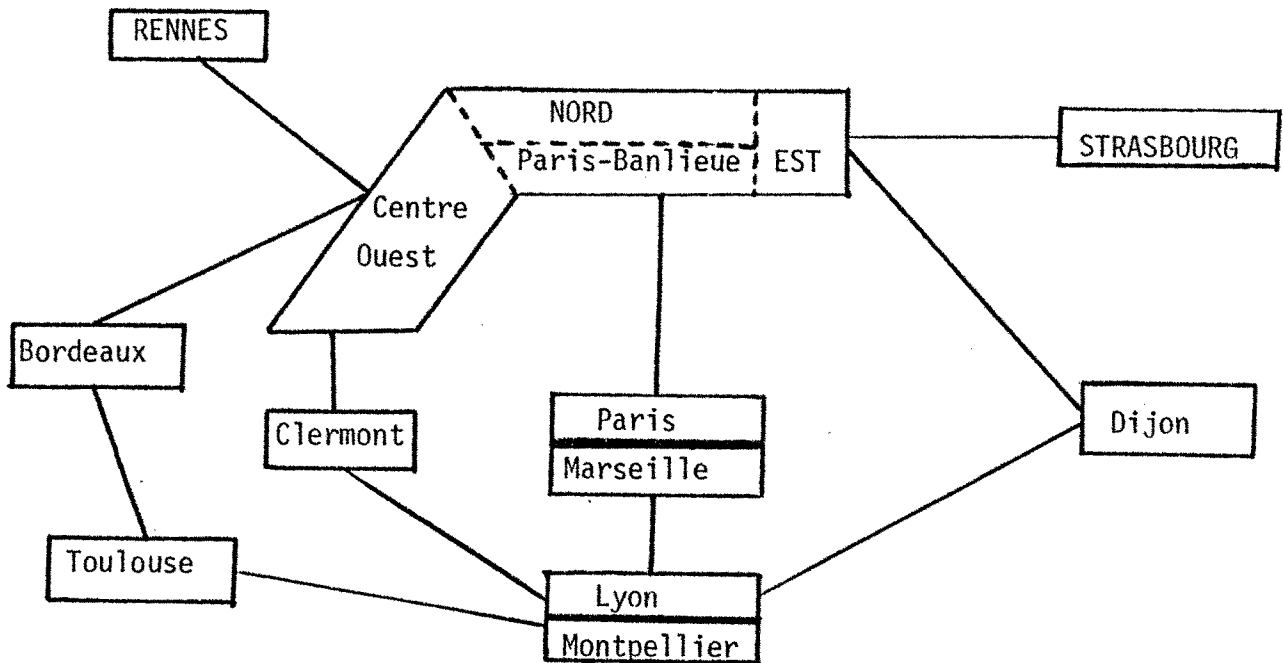 RENNES
NORD
Paris-Banlieue
EST
STRASBOURG
Centre
Ouest
Bordeaux
Clermont
Paris
Marseille
Dijon
Toulouse
Lyon
Montpellier